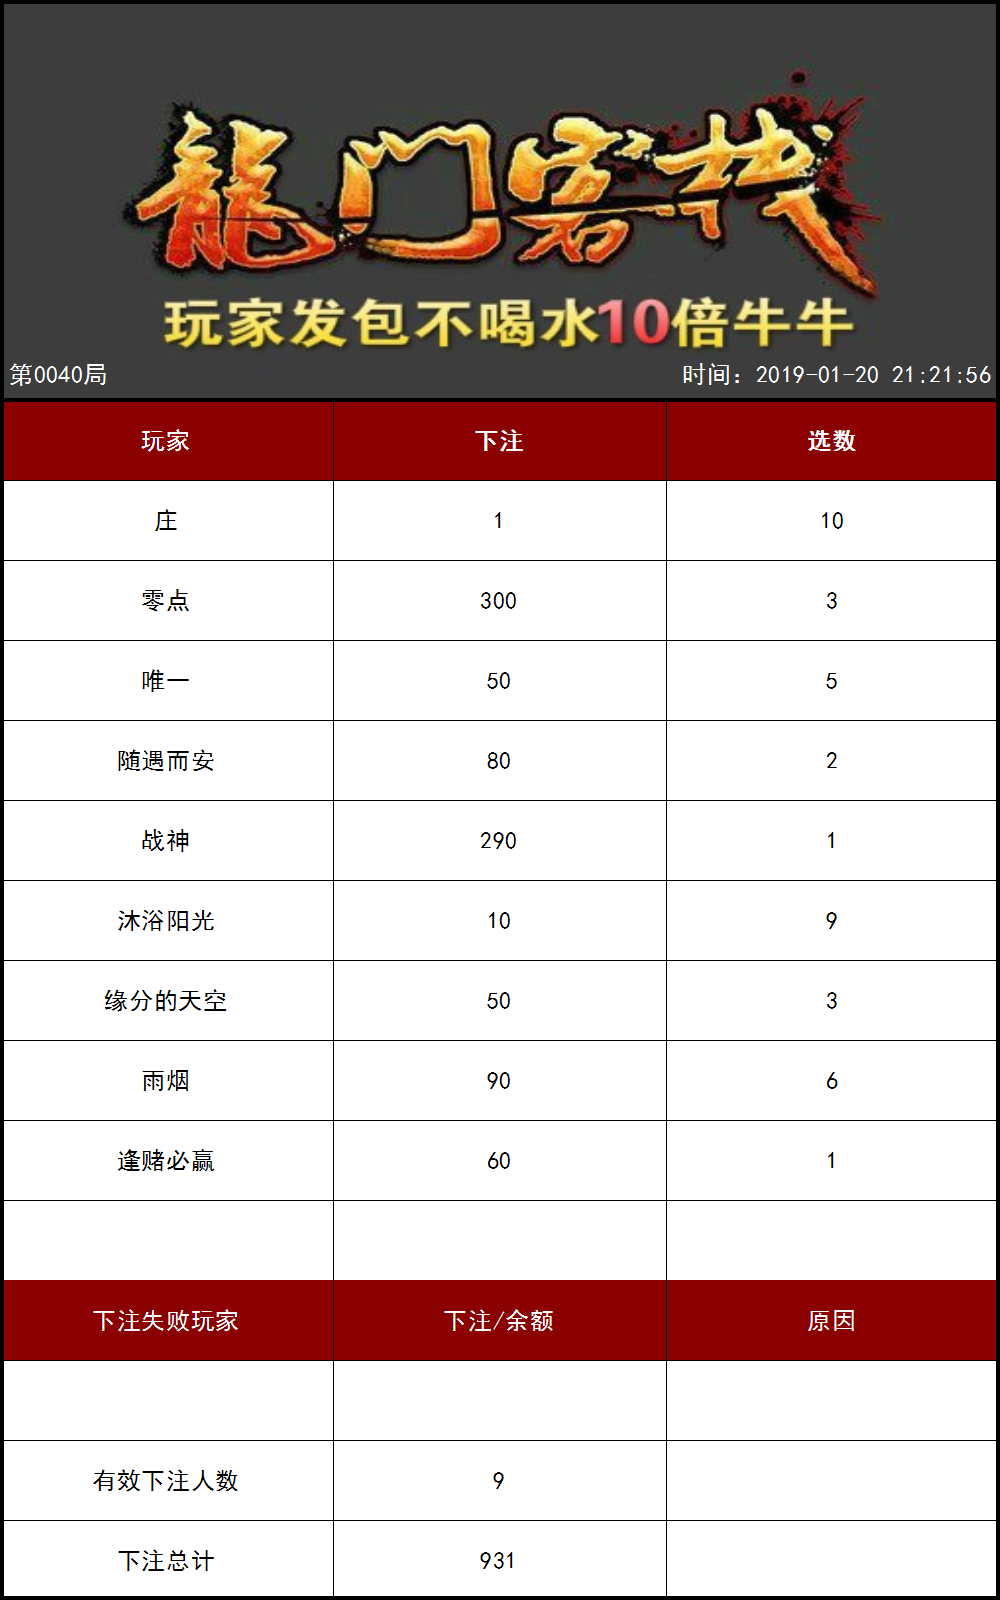 龍门客栈
玩家发包不喝水10倍牛牛
第0040局 时间：2019-01-20 21:21:56
玩家 下注 选数
庄 1 10
零点 300 3
唯一 50 5
随遇而安 80 2
战神 290 1
沐浴阳光 10 9
缘分的天空 50 3
雨烟 90 6
逢赌必赢 60 1
下注失败玩家 下注/余额 原因
有效下注人数 9
下注总计 931